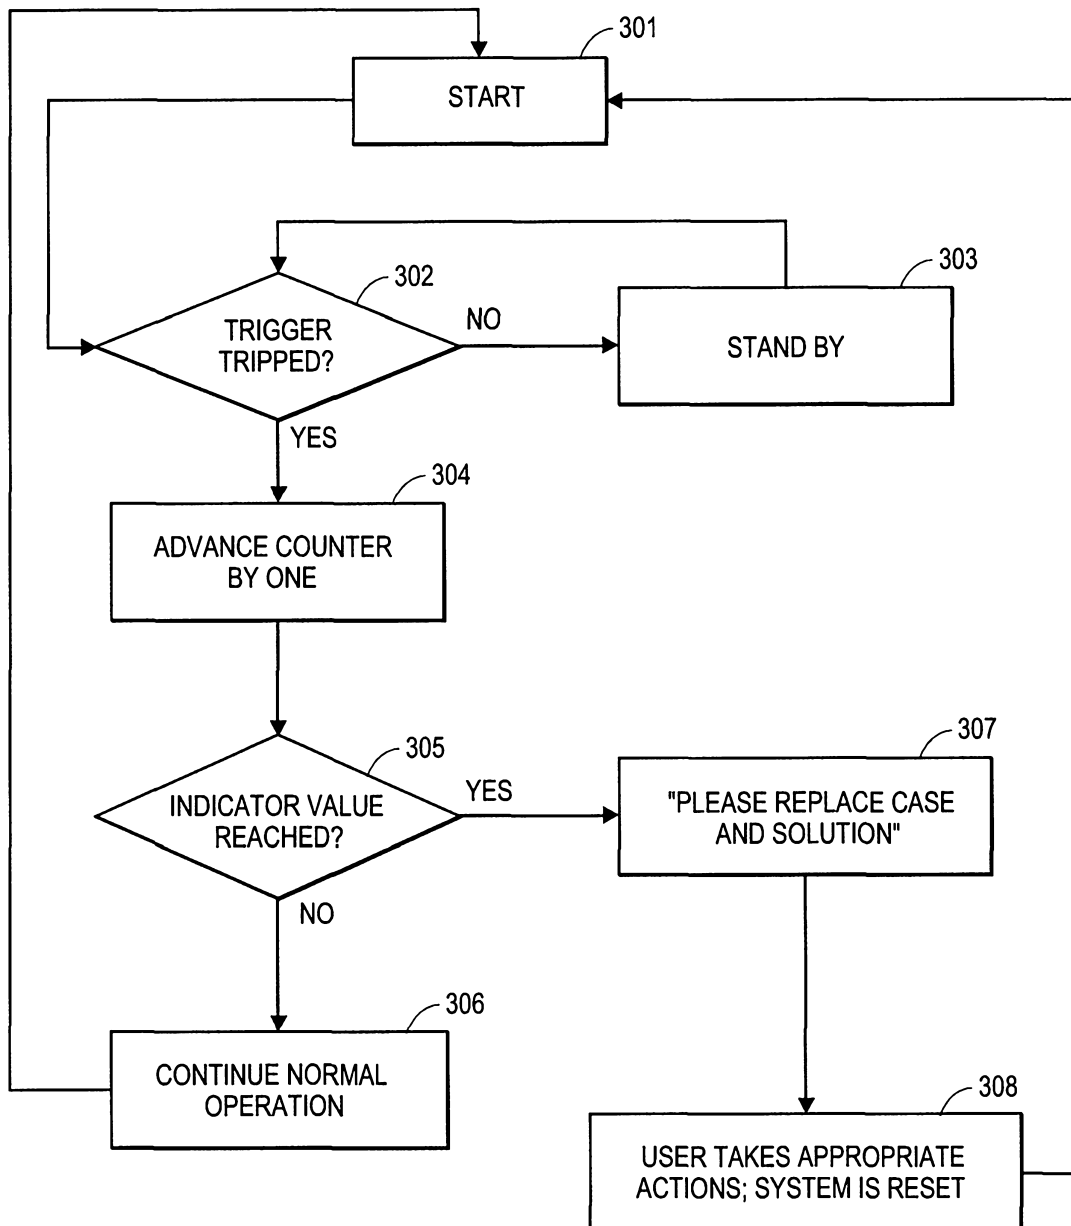 301
START
302
TRIGGER
TRIPPED?
NO
303
STAND BY
YES
304
ADVANCE COUNTER
BY ONE
305
INDICATOR VALUE
REACHED?
YES
307
"PLEASE REPLACE CASE
AND SOLUTION"
NO
306
CONTINUE NORMAL
OPERATION
308
USER TAKES APPROPRIATE
ACTIONS; SYSTEM IS RESET